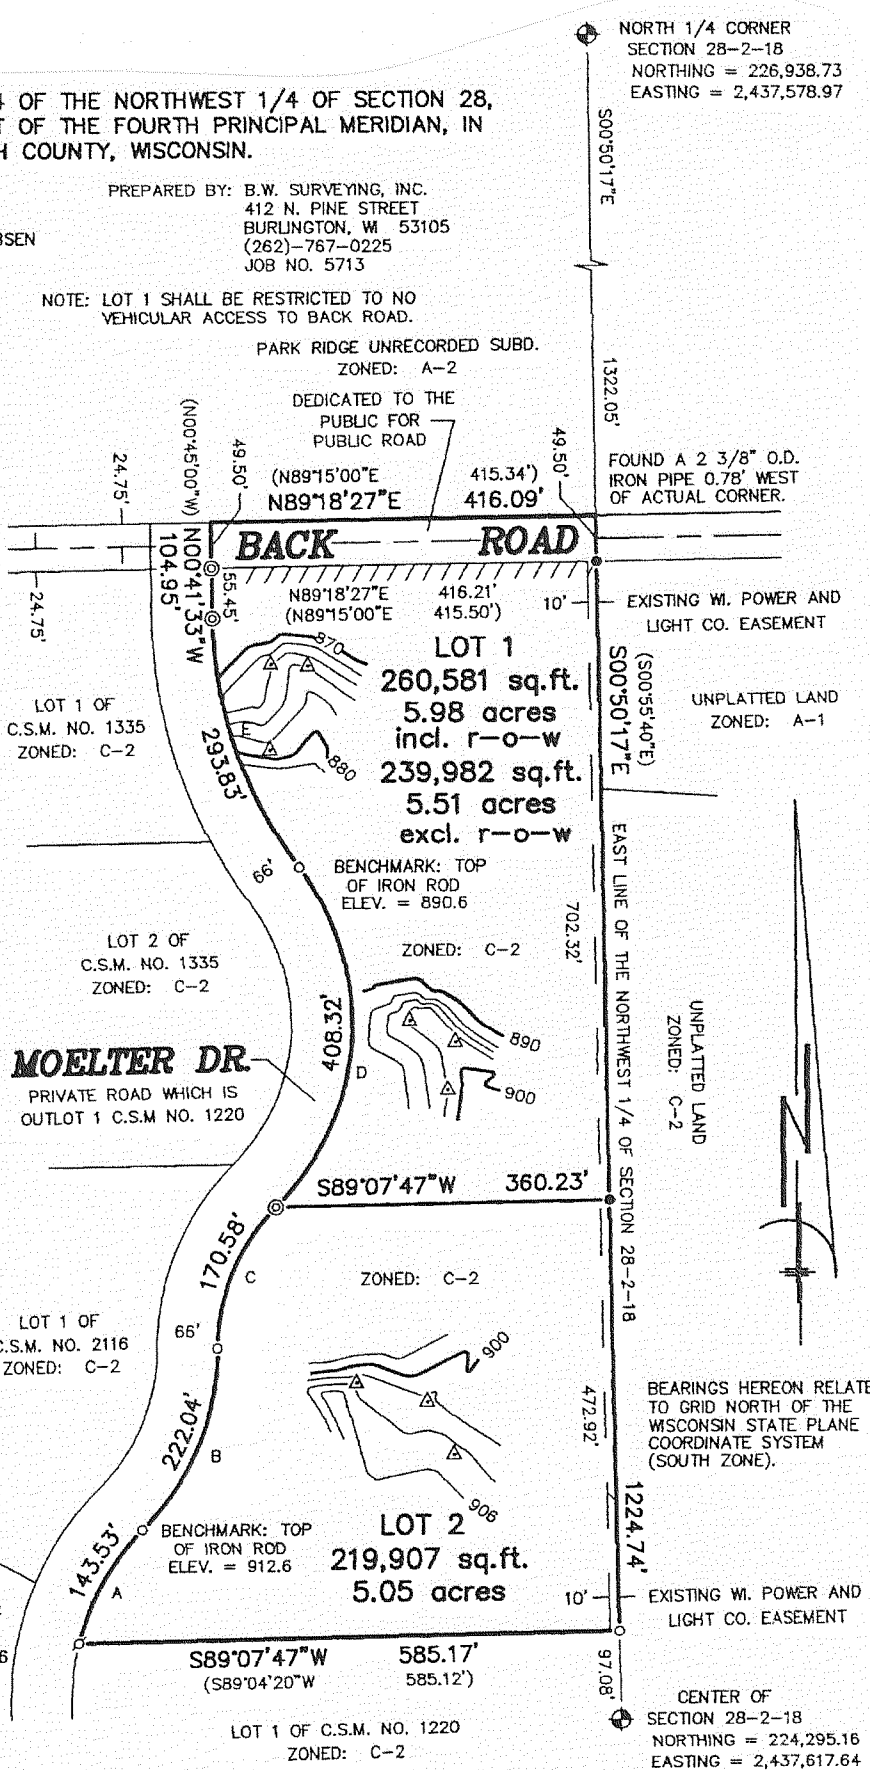 NORTH 1/4 CORNER
SECTION 28-2-18
NORTHING = 226,938.73
EASTING = 2,437,578.97
OF THE NORTHWEST 1/4 OF SECTION 28,
OF THE FOURTH PRINCIPAL MERIDIAN, IN
COUNTY, WISCONSIN.
S00°50'17"E
PREPARED BY: B.W. SURVEYING, INC.
412 N. PINE STREET
BURLINGTON, WI 53105
(262)-767-0225
JOB NO. 5713
BSEN
NOTE: LOT 1 SHALL BE RESTRICTED TO NO
VEHICULAR ACCESS TO BACK ROAD.
PARK RIDGE UNRECORDED SUBD.
ZONED: A-2
1322.05'
DEDICATED TO THE
PUBLIC FOR
PUBLIC ROAD
(N00°45'00"W)
24.75'
49.50'
49.50'
(N89°15'00"E 415.34')
N89°18'27"E 416.09'
FOUND A 2 3/8" O.D.
IRON PIPE 0.78' WEST
OF ACTUAL CORNER.
BACK ROAD
N00°41'33"W
104.95'
55.45'
24.75'
N89°18'27"E 416.21'
(N89°15'00"E 415.50')
10'
EXISTING WI. POWER AND
LIGHT CO. EASEMENT
LOT 1
260,581 sq.ft.
5.98 acres
incl. r-o-w
239,982 sq.ft.
5.51 acres
excl. r-o-w
870
E
880
(S00°55'40"E)
S00°50'17"E
UNPLATTED LAND
ZONED: A-1
LOT 1 OF
C.S.M. NO. 1335
ZONED: C-2
293.83'
66'
BENCHMARK: TOP
OF IRON ROD
ELEV. = 890.6
EAST LINE OF THE NORTHWEST 1/4 OF SECTION 28-2-18
702.32'
ZONED: C-2
LOT 2 OF
C.S.M. NO. 1335
ZONED: C-2
408.32'
D
890
900
UNPLATTED LAND
ZONED: C-2
MOELTER DR.
PRIVATE ROAD WHICH IS
OUTLOT 1 C.S.M NO. 1220
N
S89°07'47"W 360.23'
170.58'
C
ZONED: C-2
66'
LOT 1 OF
C.S.M. NO. 2116
ZONED: C-2
900
222.04'
B
472.92'
BEARINGS HEREON RELATE
TO GRID NORTH OF THE
WISCONSIN STATE PLANE
COORDINATE SYSTEM
(SOUTH ZONE).
906
1224.74'
BENCHMARK: TOP
OF IRON ROD
ELEV. = 912.6
LOT 2
219,907 sq.ft.
5.05 acres
143.53'
A
10'
EXISTING WI. POWER AND
LIGHT CO. EASEMENT
S89°07'47"W 585.17'
(S89°04'20"W 585.12')
97.08'
LOT 1 OF C.S.M. NO. 1220
ZONED: C-2
CENTER OF
SECTION 28-2-18
NORTHING = 224,295.16
EASTING = 2,437,617.64